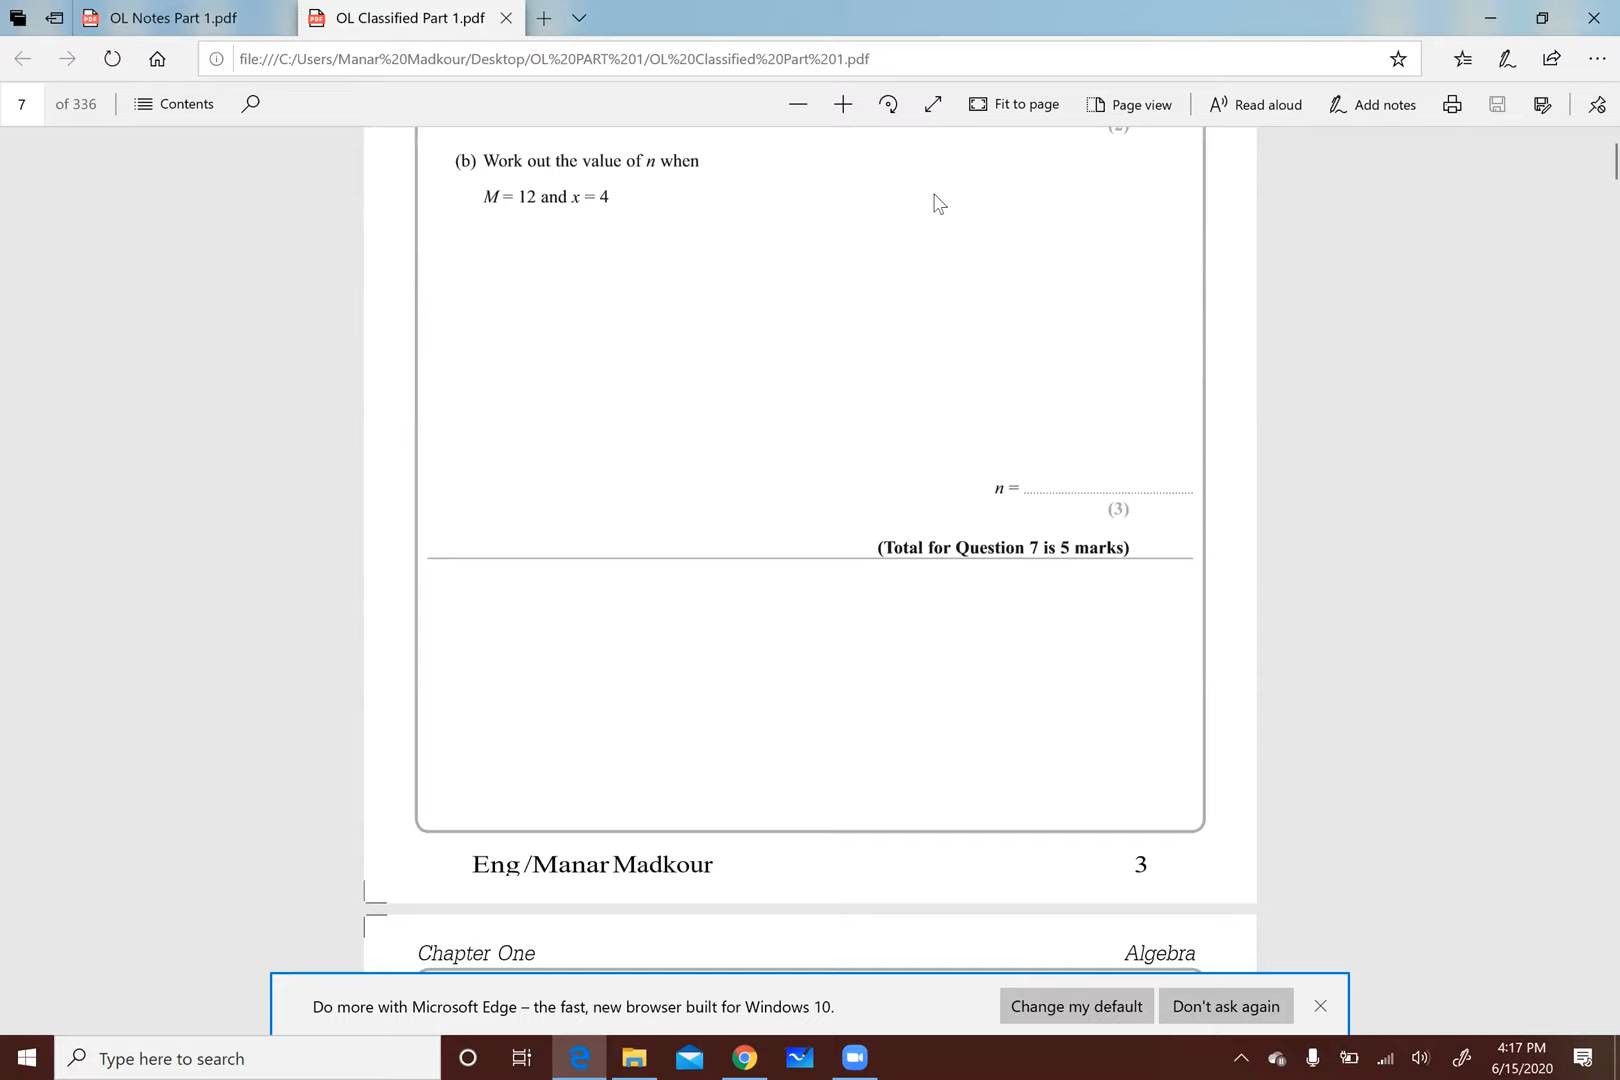 OL Notes Part 1.pdf
OL Classified Part 1.pdf
file:///C:/Users/Manar%20Madkour/Desktop/OL%20PART%201/OL%20Classified%20Part%201.pdf
7 of 336 Contents Fit to page Page view Read aloud Add notes
(2)
(b) Work out the value of n when
M = 12 and x = 4
n = ........................................................
(3)
(Total for Question 7 is 5 marks)
Eng /Manar Madkour 3
Chapter One Algebra
Do more with Microsoft Edge – the fast, new browser built for Windows 10. Change my default Don't ask again
Type here to search
4:17 PM
6/15/2020